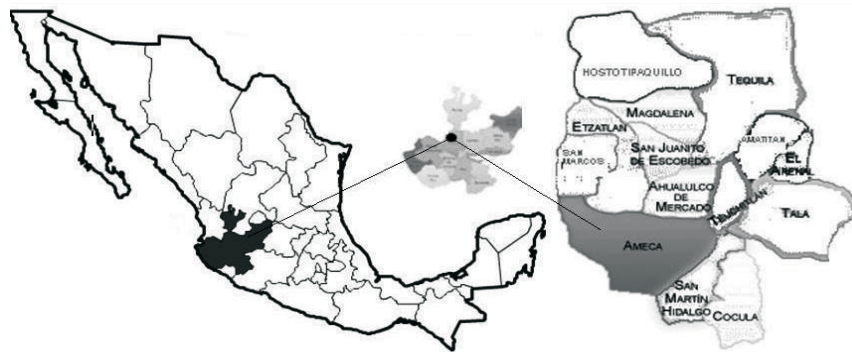 HOSTOTIPAQUILLO
TEQUILA
MAGDALENA
ETZATLAN
AMATITAN
SAN
MARCOS
SAN JUANITO
DE ESCOBEDO
EL
ARENAL
AHUALULCO
DE
MERCADO
TEUCHITLAN
TALA
AMECA
SAN
MARTÍN
HIDALGO
COCULA